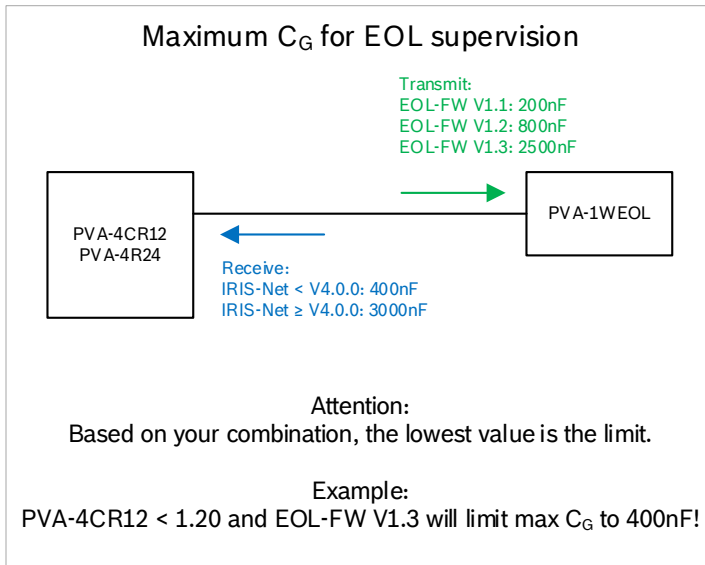 Maximum CG for EOL supervision
Transmit:
EOL-FW V1.1: 200nF
EOL-FW V1.2: 800nF
EOL-FW V1.3: 2500nF
PVA-4CR12
PVA-4R24
PVA-1WEOL
Receive:
IRIS-Net < V4.0.0: 400nF
IRIS-Net ≥ V4.0.0: 3000nF
Attention:
Based on your combination, the lowest value is the limit.
Example:
PVA-4CR12 < 1.20 and EOL-FW V1.3 will limit max CG to 400nF!